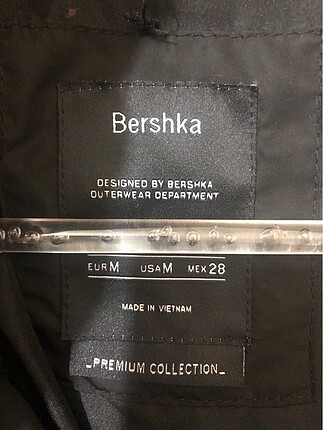 Bershka
DESIGNED BY BERSHKA
OUTERWEAR DEPARTMENT
EUR M USA M MEX 28
MADE IN VIETNAM
_PREMIUM COLLECTION_